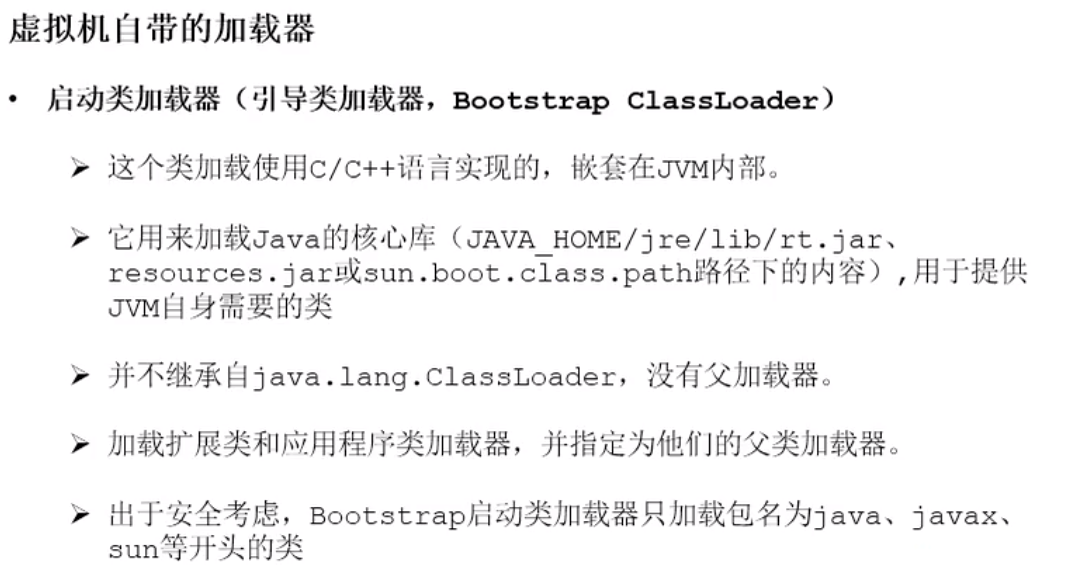 虚拟机自带的加载器
• 启动类加载器（引导类加载器，Bootstrap ClassLoader）
➢ 这个类加载使用C/C++语言实现的，嵌套在JVM内部。
➢ 它用来加载Java的核心库（JAVA_HOME/jre/lib/rt.jar、
resources.jar或sun.boot.class.path路径下的内容）,用于提供
JVM自身需要的类
➢ 并不继承自java.lang.ClassLoader，没有父加载器。
➢ 加载扩展类和应用程序类加载器，并指定为他们的父类加载器。
➢ 出于安全考虑，Bootstrap启动类加载器只加载包名为java、javax、
sun等开头的类